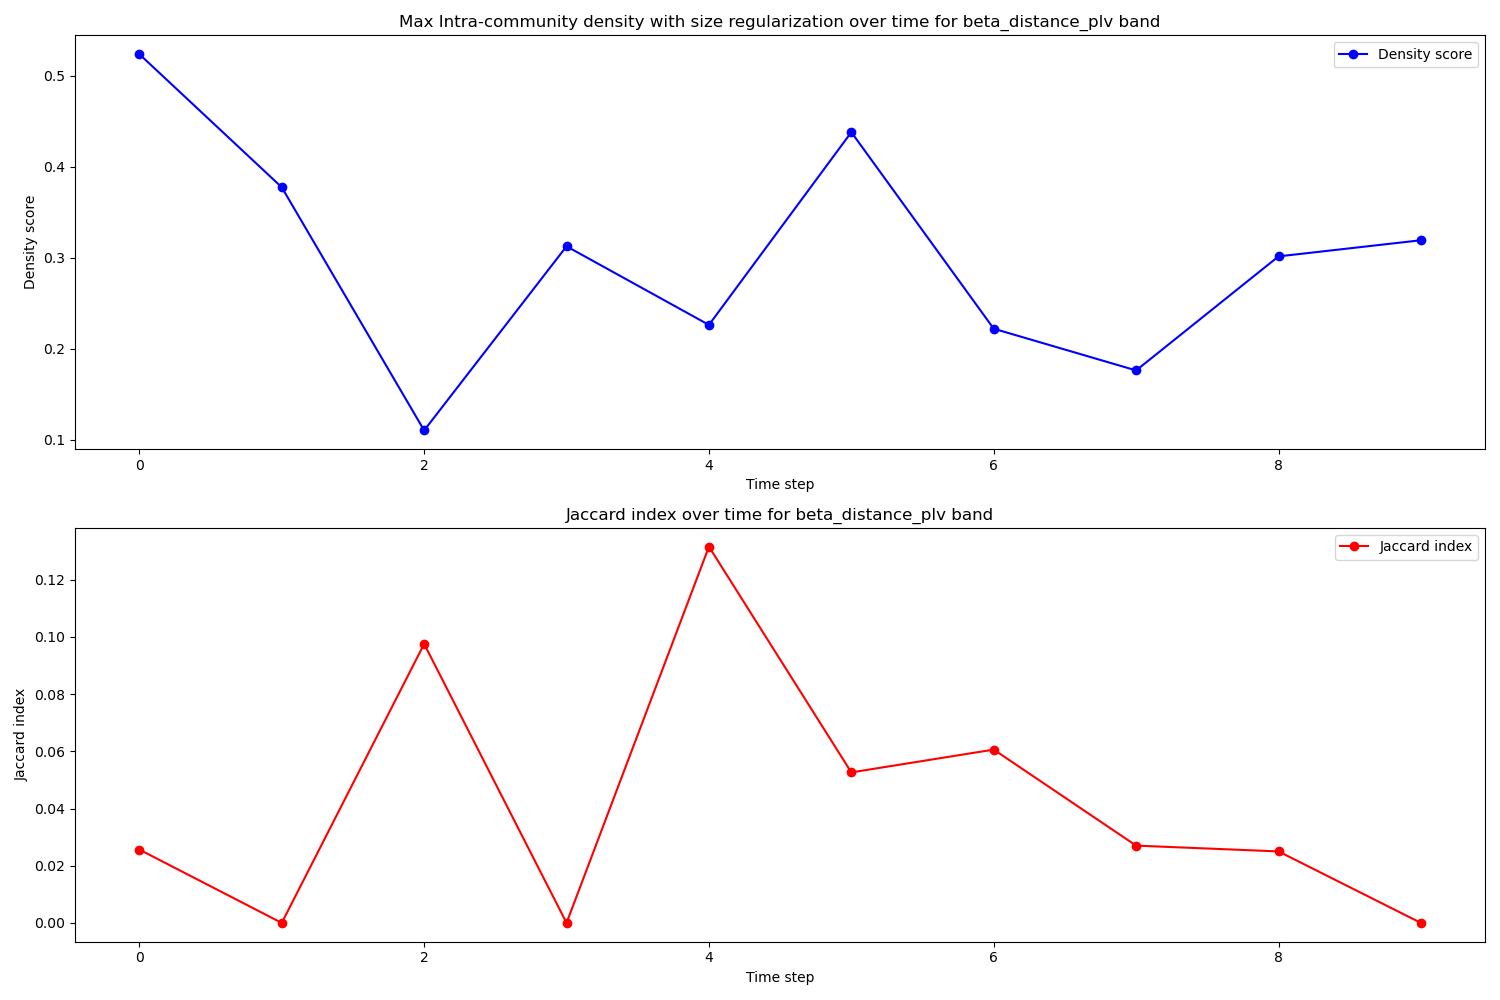 Max Intra-community density with size regularization over time for beta_distance_plv band
Density score
0.5
0.4
0.3
0.2
0.1
Density score
0 2 4 6 8
Time step
Jaccard index over time for beta_distance_plv band
Jaccard index
0.12
0.10
0.08
0.06
0.04
0.02
0.00
Jaccard index
0 2 4 6 8
Time step